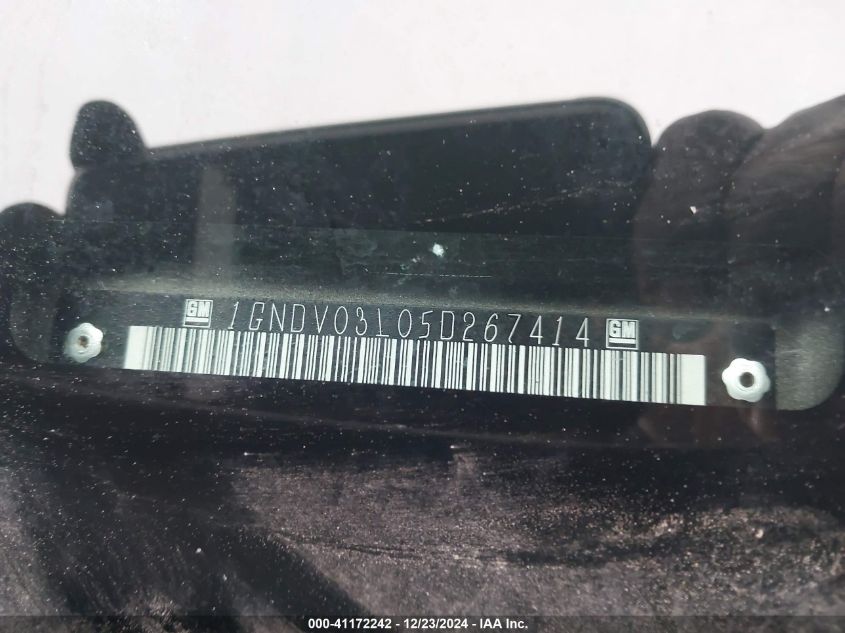 GM 1GNDV03L05D267414 GM
000-41172242 - 12/23/2024 - IAA Inc.